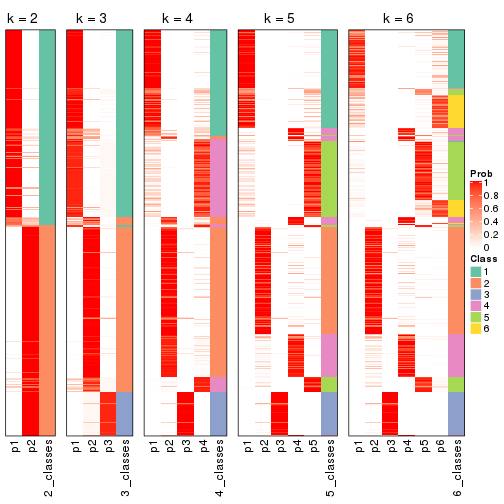 k = 2
k = 3
k = 4
k = 5
k = 6
Prob
1
0.8
0.6
0.4
0.2
0
Class
1
2
3
4
5
6
p1
p2
2_classes
p1
p2
p3
3_classes
p1
p2
p3
p4
4_classes
p1
p2
p3
p4
p5
5_classes
p1
p2
p3
p4
p5
p6
6_classes